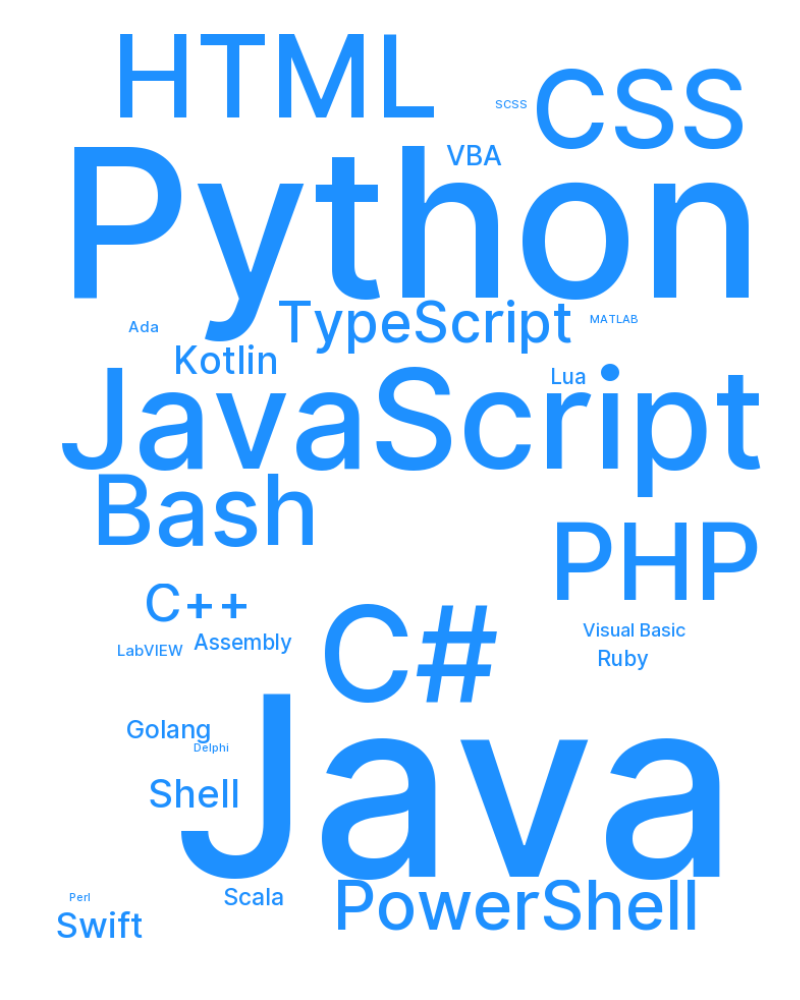 HTML
scss
CSS
VBA
Python
Ada
TypeScript
MATLAB
Kotlin
Lua
JavaScript
Bash
PHP
C++
C#
Visual Basic
LabVIEW
Assembly
Ruby
Golang
Delphi
Java
Shell
Perl
Scala
PowerShell
Swift